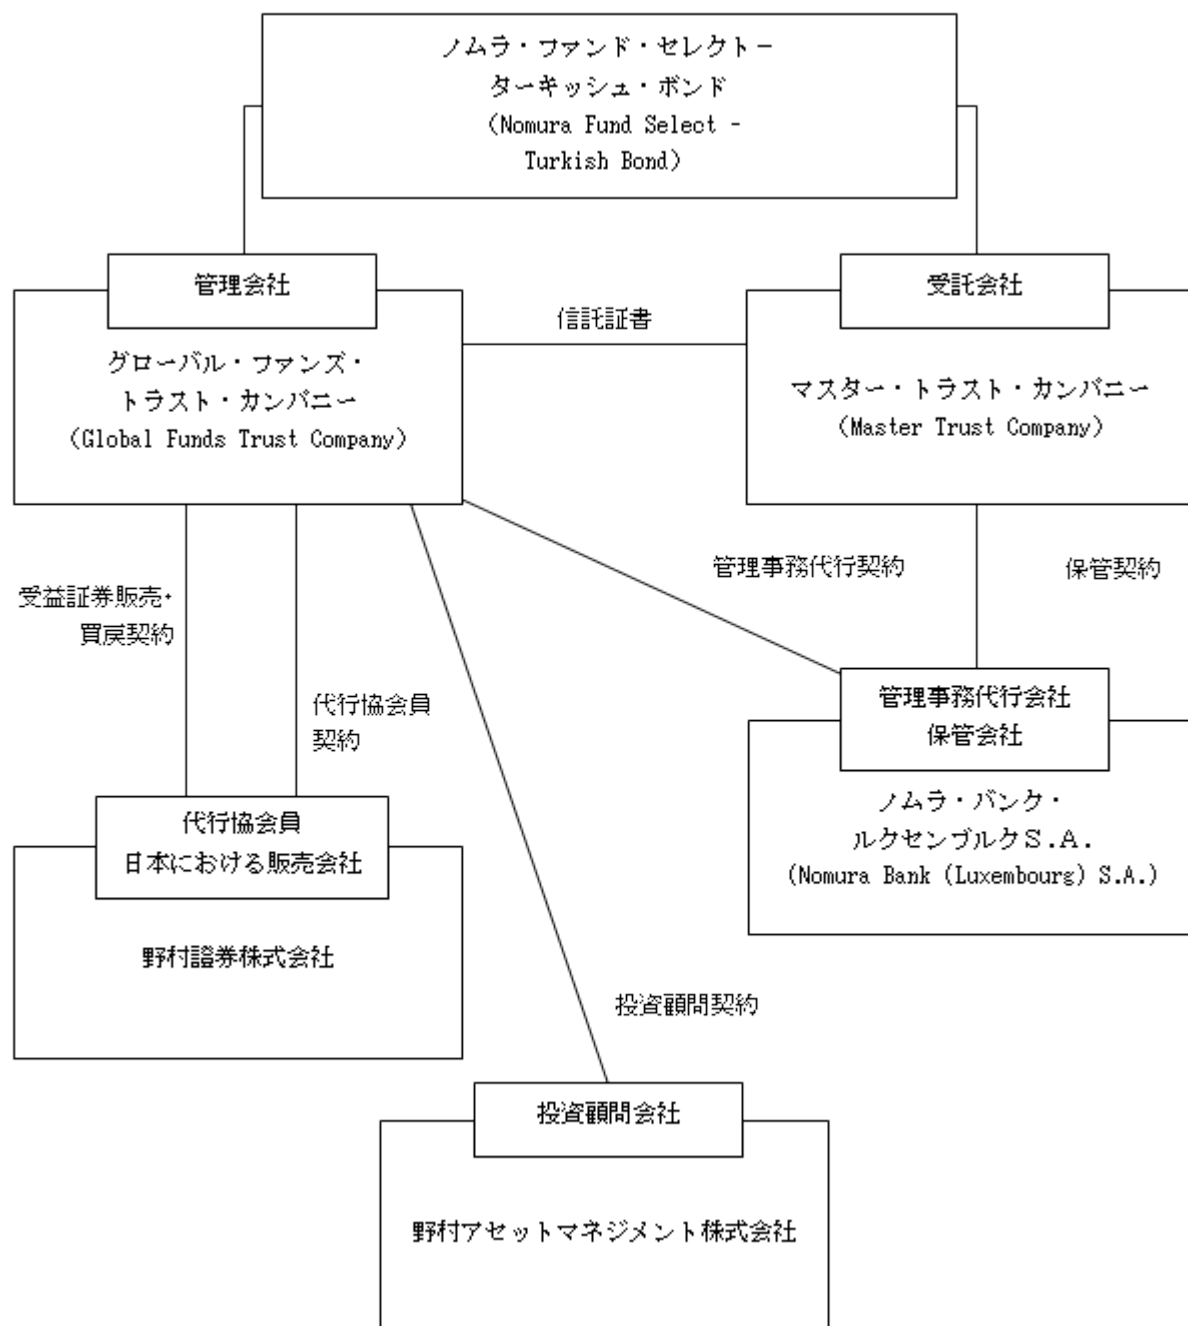 ノムラ・ファンド・セレクト－
ターキッシュ・ボンド
（Nomura Fund Select -
Turkish Bond）
管理会社
受託会社
信託証書
グローバル・ファンズ・
トラスト・カンパニー
（Global Funds Trust Company）
マスター・トラスト・カンパニー
（Master Trust Company）
管理事務代行契約
保管契約
受益証券販売・
買戻契約
代行協会員
契約
管理事務代行会社
保管会社
ノムラ・バンク・
ルクセンブルクＳ.Ａ.
(Nomura Bank (Luxembourg) S.A.)
代行協会員
日本における販売会社
野村證券株式会社
投資顧問契約
投資顧問会社
野村アセットマネジメント株式会社